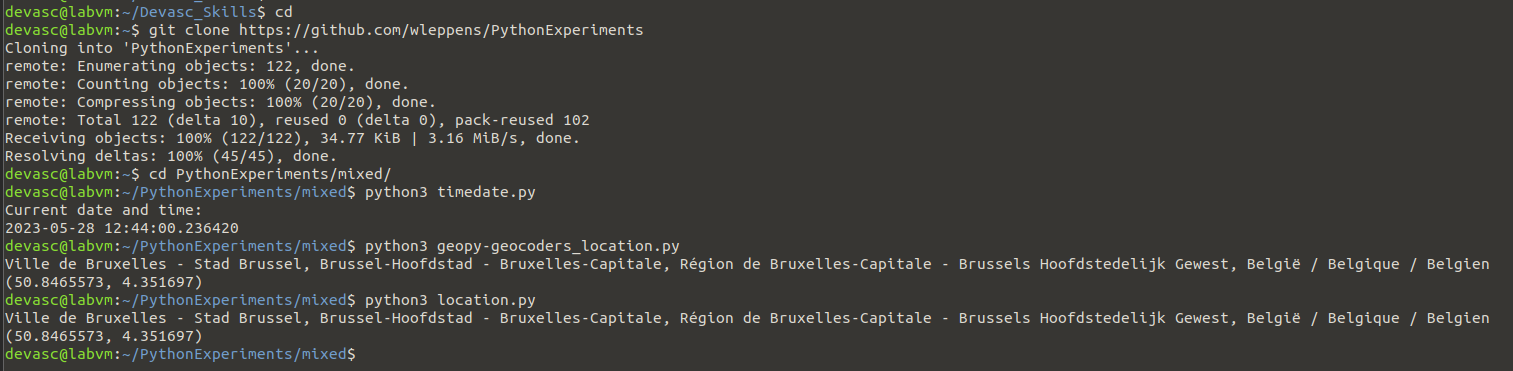 devasc@labvm:~/Devasc_Skills$ cd
devasc@labvm:~$ git clone https://github.com/wleppens/PythonExperiments
Cloning into 'PythonExperiments'...
remote: Enumerating objects: 122, done.
remote: Counting objects: 100% (20/20), done.
remote: Compressing objects: 100% (20/20), done.
remote: Total 122 (delta 10), reused 0 (delta 0), pack-reused 102
Receiving objects: 100% (122/122), 34.77 KiB | 3.16 MiB/s, done.
Resolving deltas: 100% (45/45), done.
devasc@labvm:~$ cd PythonExperiments/mixed/
devasc@labvm:~/PythonExperiments/mixed$ python3 timedate.py
Current date and time:
2023-05-28 12:44:00.236420
devasc@labvm:~/PythonExperiments/mixed$ python3 geopy-geocoders_location.py
Ville de Bruxelles - Stad Brussel, Brussel-Hoofdstad - Bruxelles-Capitale, Région de Bruxelles-Capitale - Brussels Hoofdstedelijk Gewest, België / Belgique / Belgien
(50.8465573, 4.351697)
devasc@labvm:~/PythonExperiments/mixed$ python3 location.py
Ville de Bruxelles - Stad Brussel, Brussel-Hoofdstad - Bruxelles-Capitale, Région de Bruxelles-Capitale - Brussels Hoofdstedelijk Gewest, België / Belgique / Belgien
(50.8465573, 4.351697)
devasc@labvm:~/PythonExperiments/mixed$